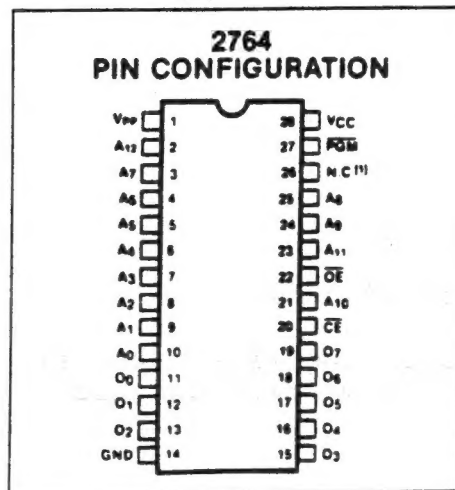 2764
PIN CONFIGURATION
VPP 1 28 VCC
A12 2 27 PGM
A7 3 26 N.C (1)
A6 4 25 A8
A5 5 24 A9
A4 6 23 A11
A3 7 22 OE
A2 8 21 A10
A1 9 20 CE
A0 10 19 O7
O0 11 18 O6
O1 12 17 O5
O2 13 16 O4
GND 14 15 O3